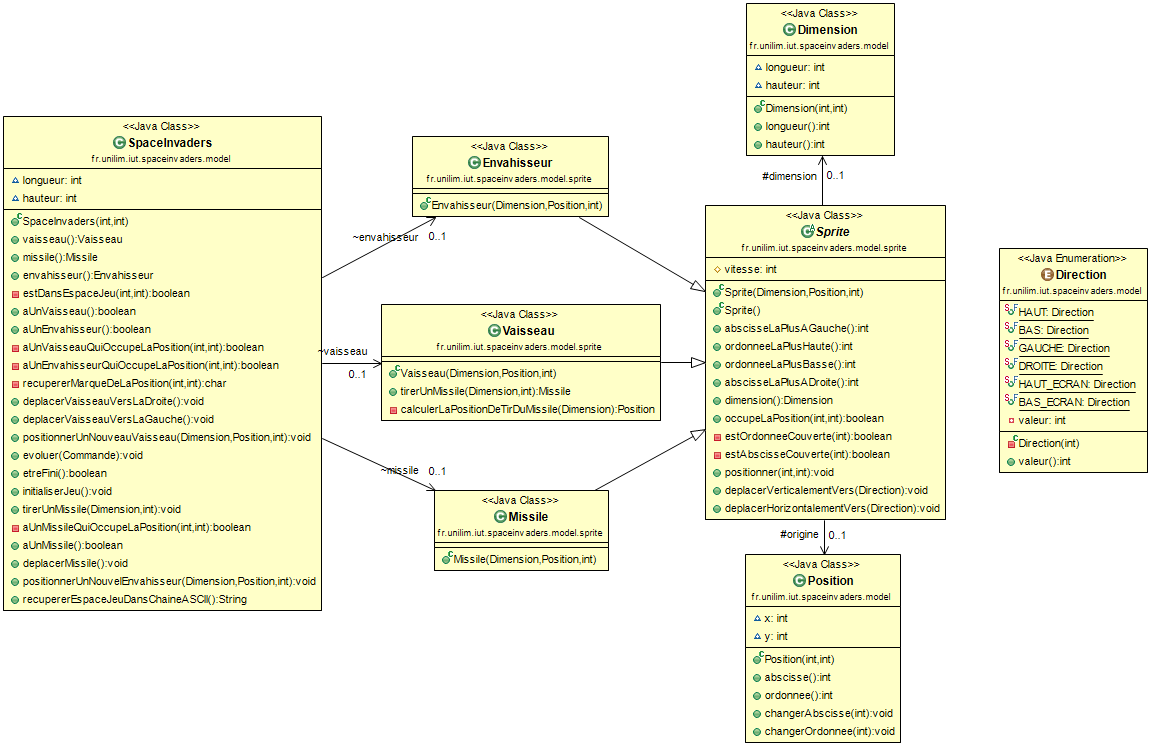 <<Java Class>>
SpaceInvaders
fr.unilim.iut.spaceinvaders.model
longueur: int
hauteur: int
SpaceInvaders(int,int)
vaisseau():Vaisseau
missile():Missile
envahisseur():Envahisseur
estDansEspaceJeu(int,int):boolean
aUnVaisseau():boolean
aUnEnvahisseur():boolean
aUnVaisseauQuiOccupeLaPosition(int,int):boolean
aUnEnvahisseurQuiOccupeLaPosition(int,int):boolean
recupererMarqueDeLaPosition(int,int):char
deplacerVaisseauVersLaDroite():void
deplacerVaisseauVersLaGauche():void
positionnerUnNouveauVaisseau(Dimension,Position,int):void
evoluer(Commande):void
etreFini():boolean
initialiserJeu():void
tirerUnMissile(Dimension,int):void
aUnMissileQuiOccupeLaPosition(int,int):boolean
aUnMissile():boolean
deplacerMissile():void
positionnerUnNouvelEnvahisseur(Dimension,Position,int):void
recupererEspaceJeuDansChaineASCII():String
~envahisseur 0..1
~vaisseau
0..1
~missile 0..1
<<Java Class>>
Envahisseur
fr.unilim.iut.spaceinvaders.model.sprite
Envahisseur(Dimension,Position,int)
<<Java Class>>
Vaisseau
fr.unilim.iut.spaceinvaders.model.sprite
Vaisseau(Dimension,Position,int)
tirerUnMissile(Dimension,int):Missile
calculerLaPositionDeTirDuMissile(Dimension):Position
<<Java Class>>
Missile
fr.unilim.iut.spaceinvaders.model.sprite
Missile(Dimension,Position,int)
<<Java Class>>
Dimension
fr.unilim.iut.spaceinvaders.model
longueur: int
hauteur: int
Dimension(int,int)
longueur():int
hauteur():int
#dimension 0..1
<<Java Class>>
Sprite
fr.unilim.iut.spaceinvaders.model.sprite
vitesse: int
Sprite(Dimension,Position,int)
Sprite()
abscisseLaPlusAGauche():int
ordonneeLaPlusHaute():int
ordonneeLaPlusBasse():int
abscisseLaPlusADroite():int
dimension():Dimension
occupeLaPosition(int,int):boolean
estOrdonneeCouverte(int):boolean
estAbscisseCouverte(int):boolean
positionner(int,int):void
deplacerVerticalementVers(Direction):void
deplacerHorizontalementVers(Direction):void
#origine 0..1
<<Java Class>>
Position
fr.unilim.iut.spaceinvaders.model
x: int
y: int
Position(int,int)
abscisse():int
ordonnee():int
changerAbscisse(int):void
changerOrdonnee(int):void
<<Java Enumeration>>
Direction
fr.unilim.iut.spaceinvaders.model
HAUT: Direction
BAS: Direction
GAUCHE: Direction
DROITE: Direction
HAUT_ECRAN: Direction
BAS_ECRAN: Direction
valeur: int
Direction(int)
valeur():int